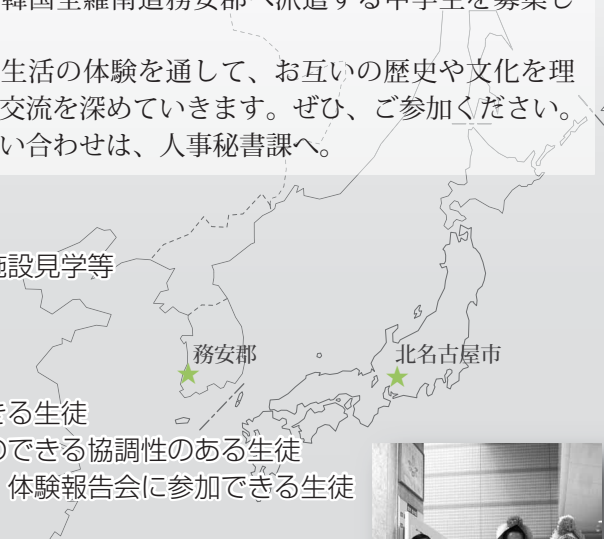 韓国全羅南道務安郡へ派遣する中学生を募集し
生活の体験を通して、お互いの歴史や文化を理
交流を深めていきます。ぜひ、ご参加ください。
い合わせは、人事秘書課へ。
施設見学等
務安郡
北名古屋市
きる生徒
のできる協調性のある生徒
体験報告会に参加できる生徒